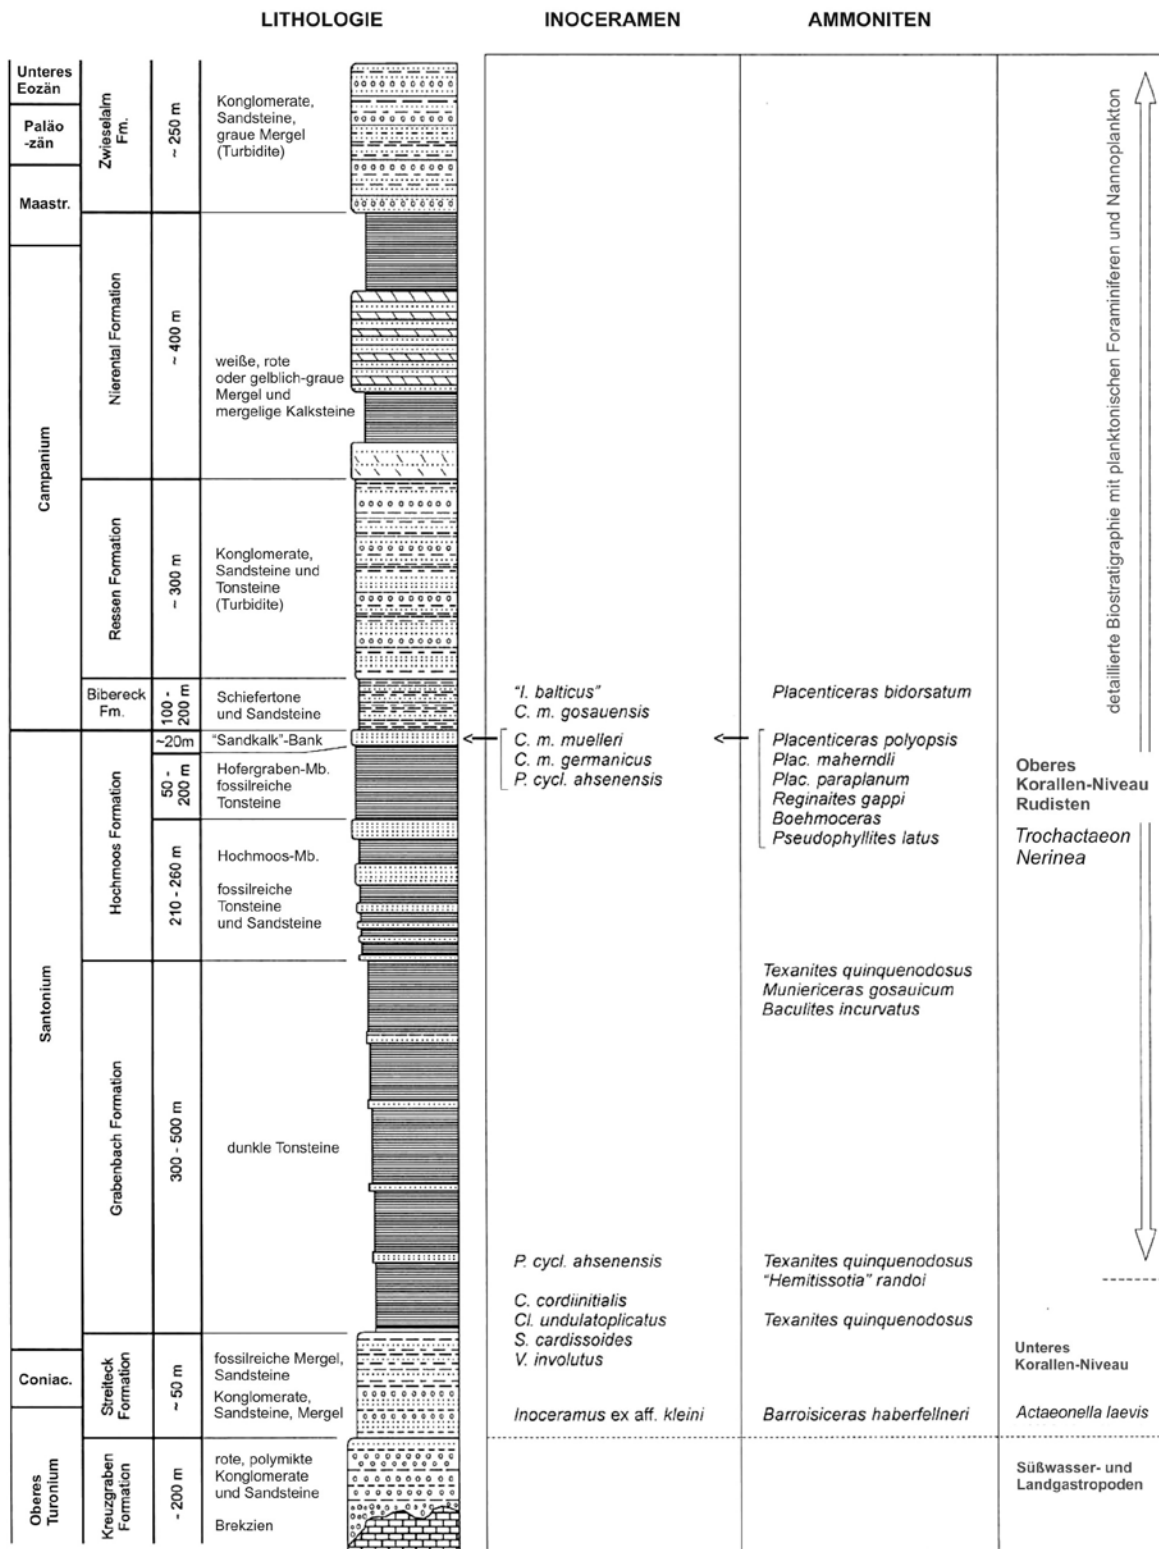 LITHOLOGIE
INOCERAMEN
AMMONITEN
Unteres
Eozän
Paläo
-zän
Maastr.
Campanium
Santonium
Coniac.
Oberes
Turonium
Zwieselalm
Fm.
~ 250 m
Konglomerate,
Sandsteine,
graue Mergel
(Turbidite)
Nierental Formation
~ 400 m
weiße, rote
oder gelblich-graue
Mergel und
mergelige Kalksteine
Ressen Formation
~ 300 m
Konglomerate,
Sandsteine und
Tonsteine
(Turbidite)
Bibereck
Fm.
100 -
200 m
Schiefertone
und Sandsteine
Hochmoos Formation
~20m
"Sandkalk"-Bank
50 -
200 m
Hofergraben-Mb.
fossilreiche
Tonsteine
210 - 260 m
Hochmoos-Mb.
fossilreiche
Tonsteine
und Sandsteine
Grabenbach Formation
300 - 500 m
dunkle Tonsteine
Streiteck
Formation
~ 50 m
fossilreiche Mergel,
Sandsteine
Konglomerate,
Sandsteine, Mergel
Kreuzgraben
Formation
- 200 m
rote, polymikte
Konglomerate
und Sandsteine
Brekzien
"I. balticus"
C. m. gosauensis
C. m. muelleri
C. m. germanicus
P. cycl. ahsenensis
P. cycl. ahsenensis
C. cordiinitialis
Cl. undulatoplicatus
S. cardissoides
V. involutus
Inoceramus ex aff. kleini
Placenticeras bidorsatum
Placenticeras polyopsis
Plac. maherndli
Plac. paraplanum
Reginaites gappi
Boehmoceras
Pseudophyllites latus
Texanites quinquenodosus
Muniericeras gosauicum
Baculites incurvatus
Texanites quinquenodosus
"Hemitissotia" randoi
Texanites quinquenodosus
Barroisiceras haberfellneri
detaillierte Biostratigraphie mit planktonischen Foraminiferen und Nannoplankton
Oberes
Korallen-Niveau
Rudisten
Trochactaeon
Nerinea
Unteres
Korallen-Niveau
Actaeonella laevis
Süßwasser- und
Landgastropoden